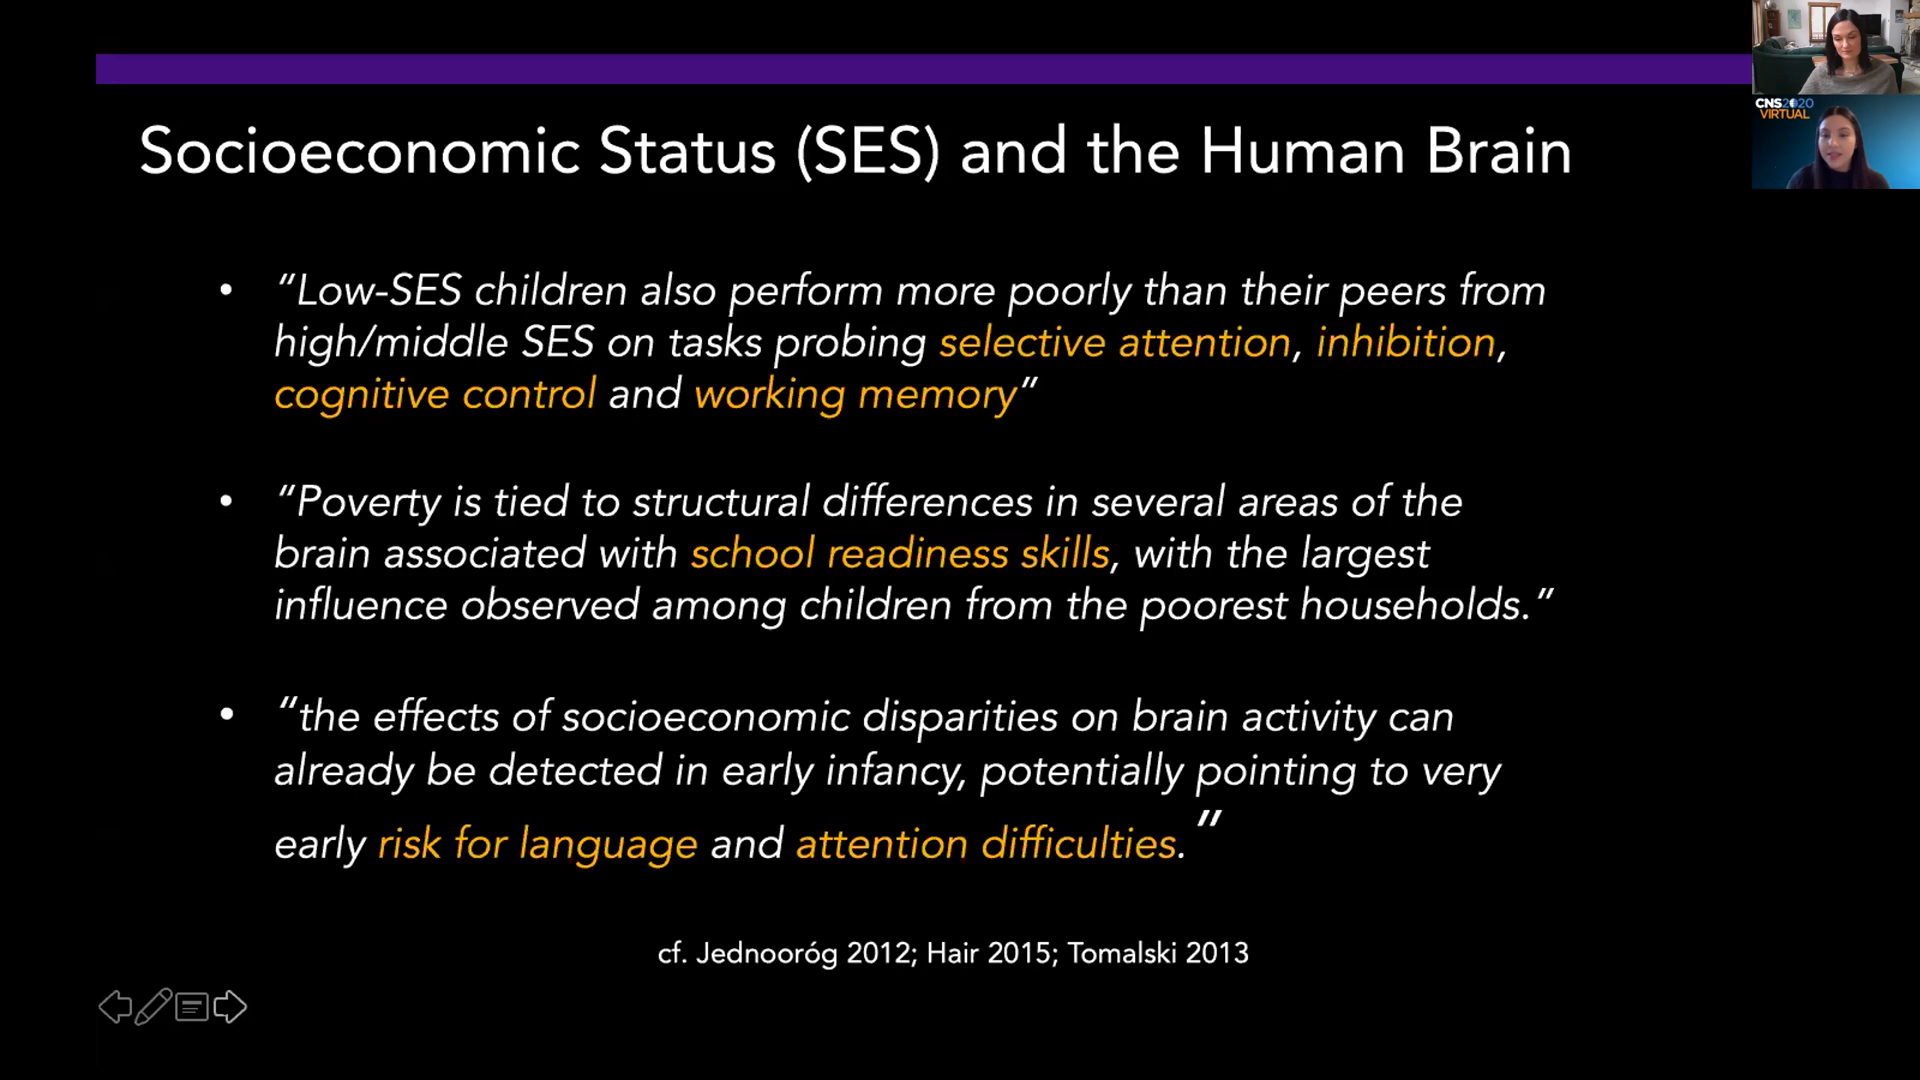 CNS2020
VIRTUAL
Socioeconomic Status (SES) and the Human Brain
• “Low-SES children also perform more poorly than their peers from
high/middle SES on tasks probing selective attention, inhibition,
cognitive control and working memory”
• “Poverty is tied to structural differences in several areas of the
brain associated with school readiness skills, with the largest
influence observed among children from the poorest households.”
• “the effects of socioeconomic disparities on brain activity can
already be detected in early infancy, potentially pointing to very
early risk for language and attention difficulties.”
cf. Jednooróg 2012; Hair 2015; Tomalski 2013